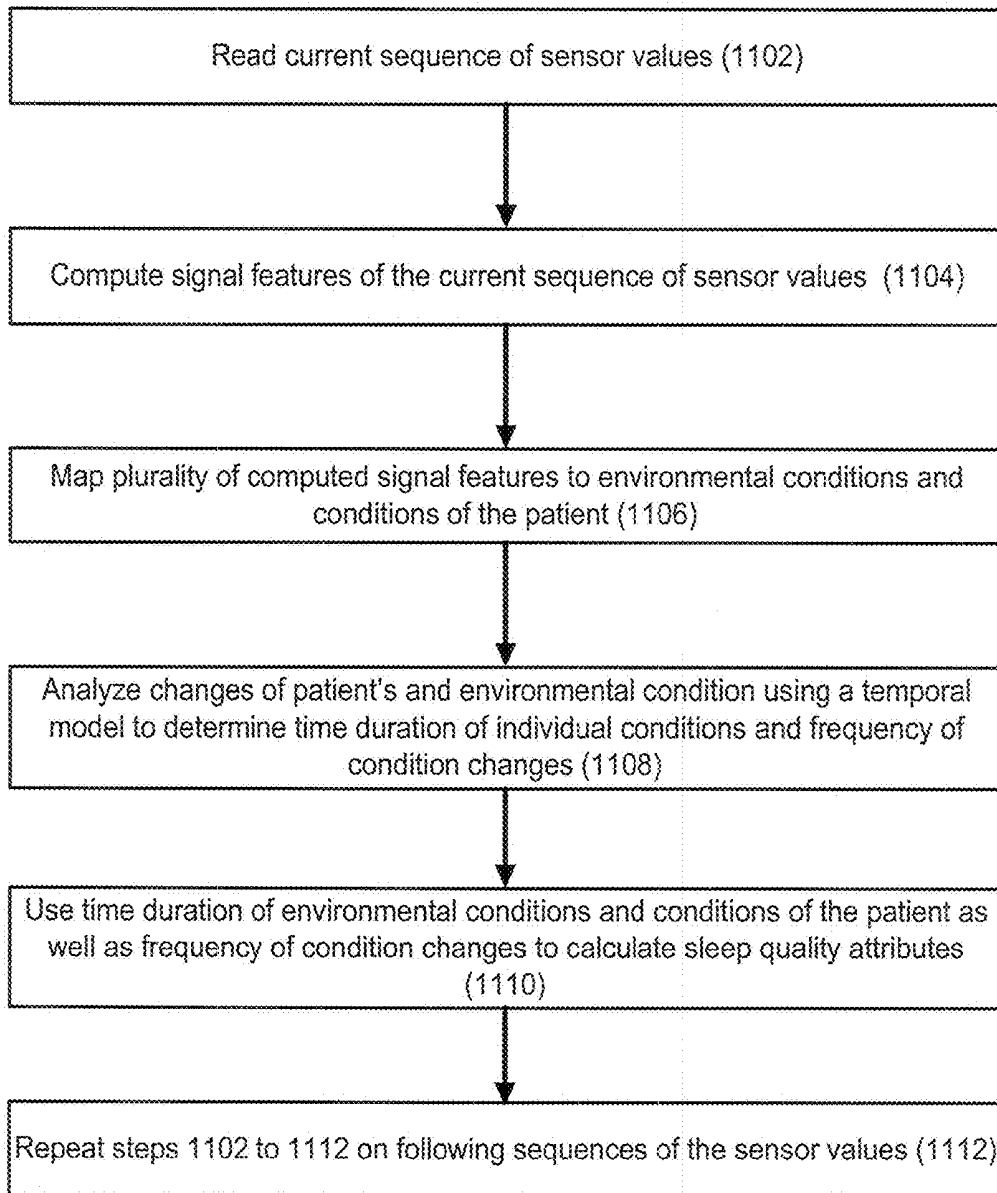 Read current sequence of sensor values (1102)
Compute signal features of the current sequence of sensor values (1104)
Map plurality of computed signal features to environmental conditions and
conditions of the patient (1106)
Analyze changes of patient's and environmental condition using a temporal
model to determine time duration of individual conditions and frequency of
condition changes (1108)
Use time duration of environmental conditions and conditions of the patient as
well as frequency of condition changes to calculate sleep quality attributes
(1110)
Repeat steps 1102 to 1112 on following sequences of the sensor values (1112)